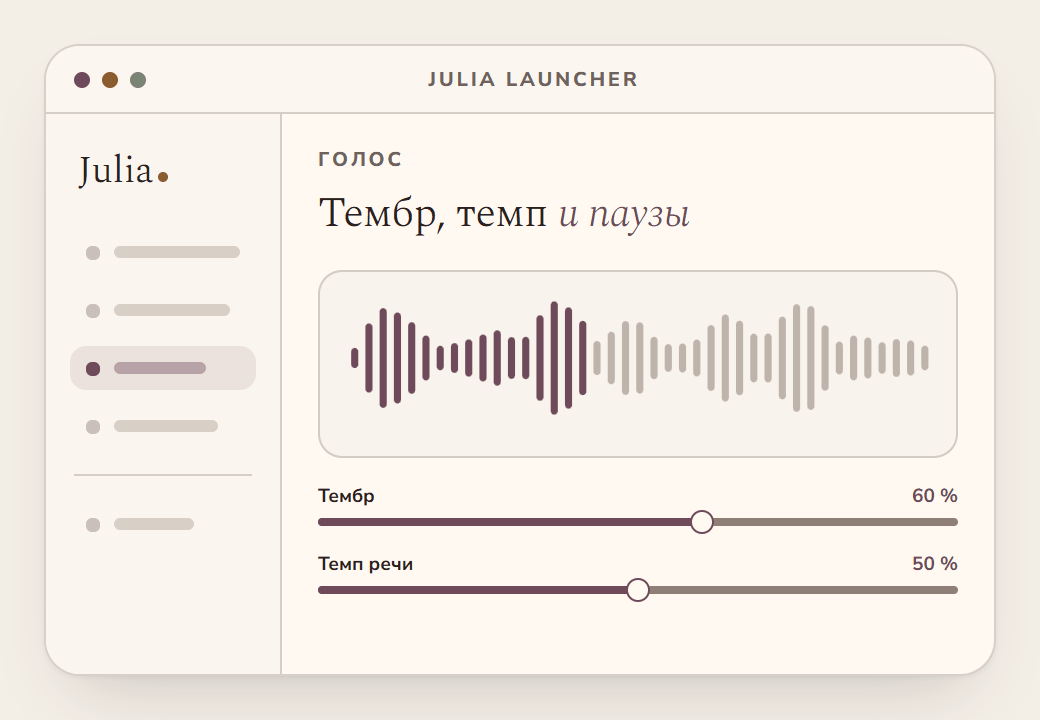 JULIA LAUNCHER
Julia
ГОЛОС
Тембр, темп и паузы
Тембр 60 %
Темп речи 50 %